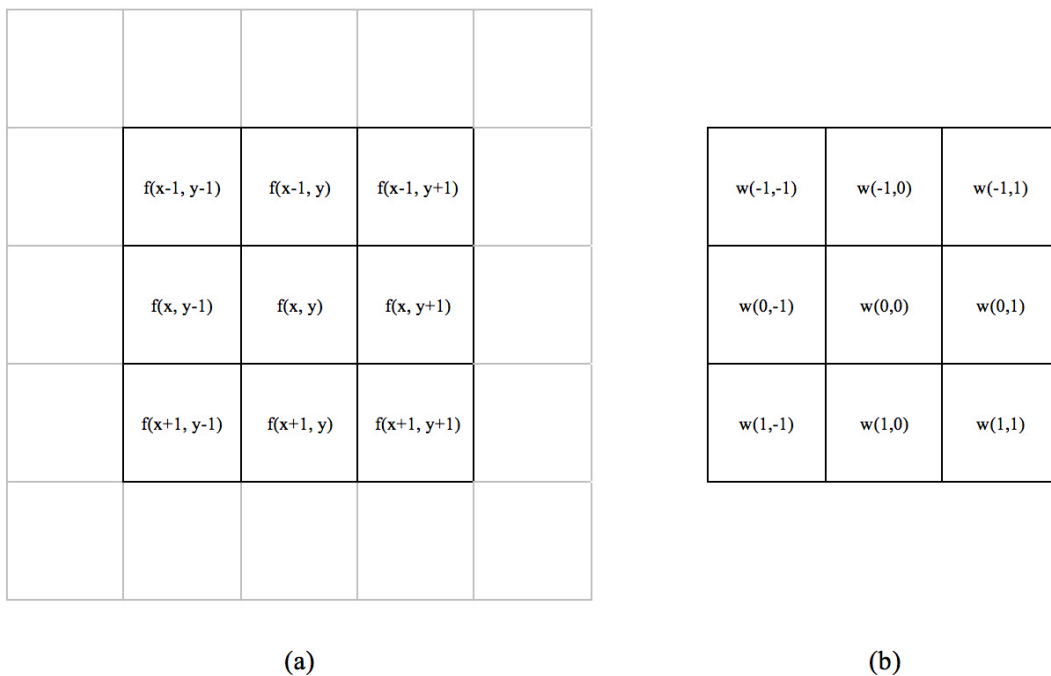 f(x-1, y-1) f(x-1, y) f(x-1, y+1) w(-1,-1) w(-1,0) w(-1,1)
f(x, y-1) f(x, y) f(x, y+1) w(0,-1) w(0,0) w(0,1)
f(x+1, y-1) f(x+1, y) f(x+1, y+1) w(1,-1) w(1,0) w(1,1)
(a) (b)